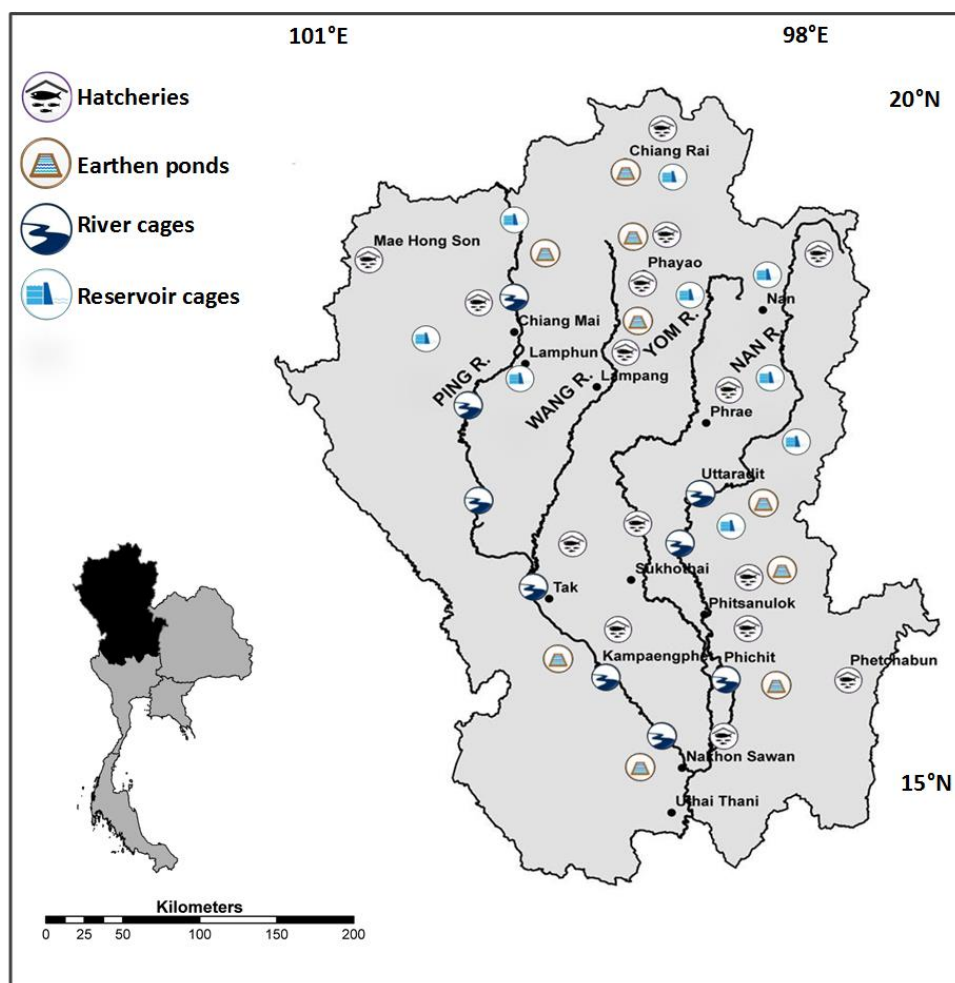 101°E
98°E
20°N
15°N
Hatcheries
Earthen ponds
River cages
Reservoir cages
Chiang Rai
Mae Hong Son
Phayao
Nan
Chiang Mai
Lamphun
Lampang
Phrae
PING R.
WANG R.
YOM R.
NAN R.
Uttaradit
Sukhothai
Tak
Phitsanulok
Kampaengphet
Phichit
Phetchabun
Nakhon Sawan
Uthai Thani
Kilometers
0 25 50 100 150 200